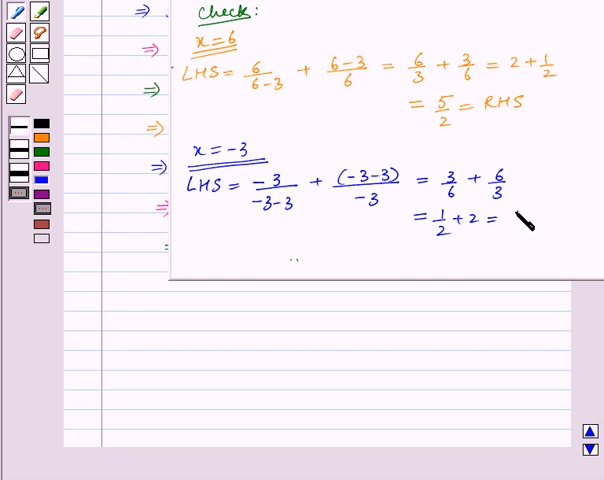 Check:
x=6
LHS = 6/(6-3) + (6-3)/6 = 6/3 + 3/6 = 2 + 1/2
= 5/2 = RHS
x = -3
LHS = -3/(-3-3) + (-3-3)/-3 = 3/6 + 6/3
= 1/2 + 2 =